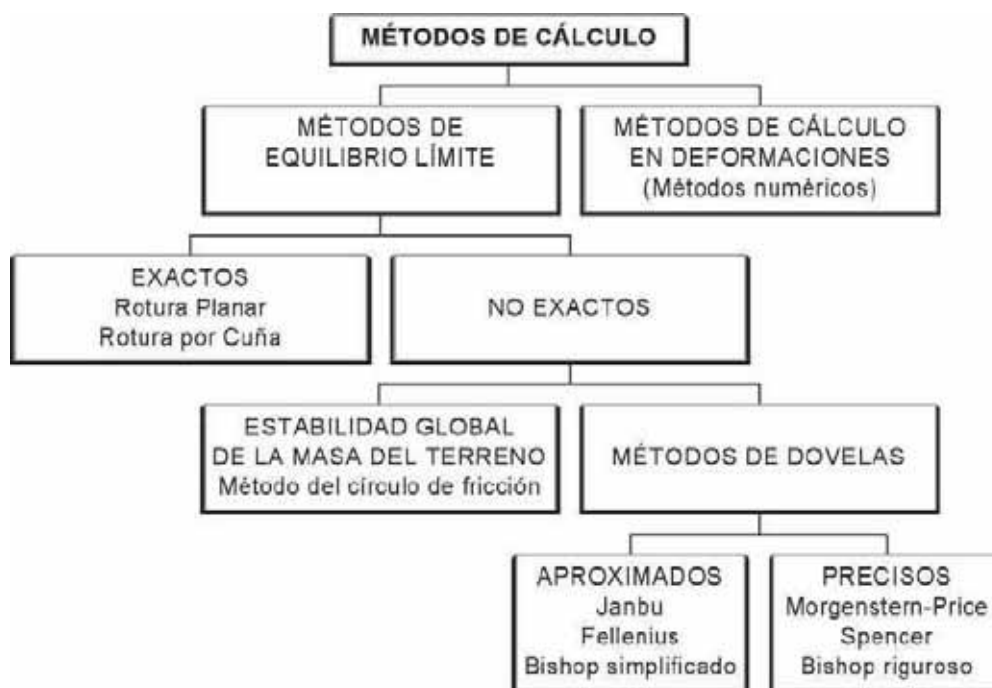 MÉTODOS DE CÁLCULO
MÉTODOS DE
EQUILIBRIO LÍMITE
MÉTODOS DE CÁLCULO
EN DEFORMACIONES
(Métodos numéricos)
EXACTOS
Rotura Planar
Rotura por Cuña
NO EXACTOS
ESTABILIDAD GLOBAL
DE LA MASA DEL TERRENO
Método del círculo de fricción
MÉTODOS DE DOVELAS
APROXIMADOS
Janbu
Fellenius
Bishop simplificado
PRECISOS
Morgenstern-Price
Spencer
Bishop riguroso